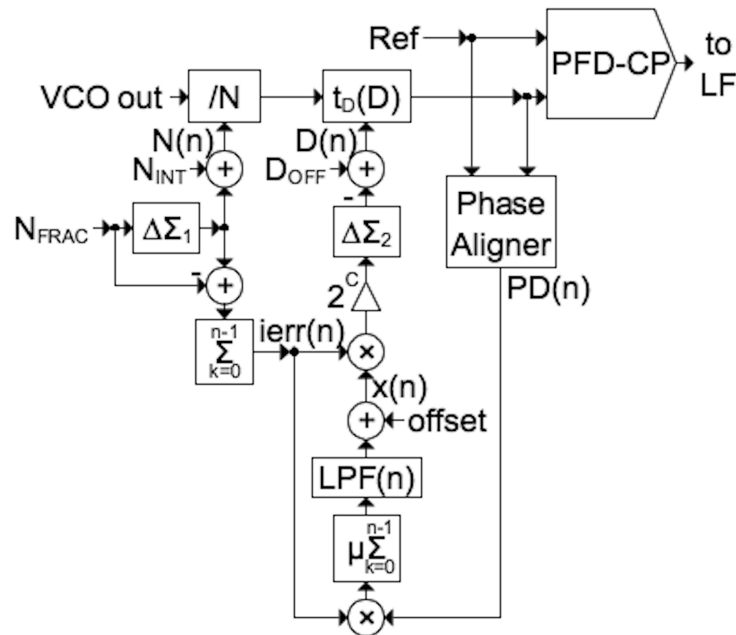 Ref
PFD-CP
to
LF
VCO out
/N
t_D(D)
N(n)
D(n)
N_INT
+
D_OFF
+
-
N_FRAC
ΔΣ_1
ΔΣ_2
Phase
Aligner
-
+
2^C
PD(n)
n-1
Σ
k=0
ierr(n)
×
x(n)
+
offset
LPF(n)
n-1
μΣ
k=0
×